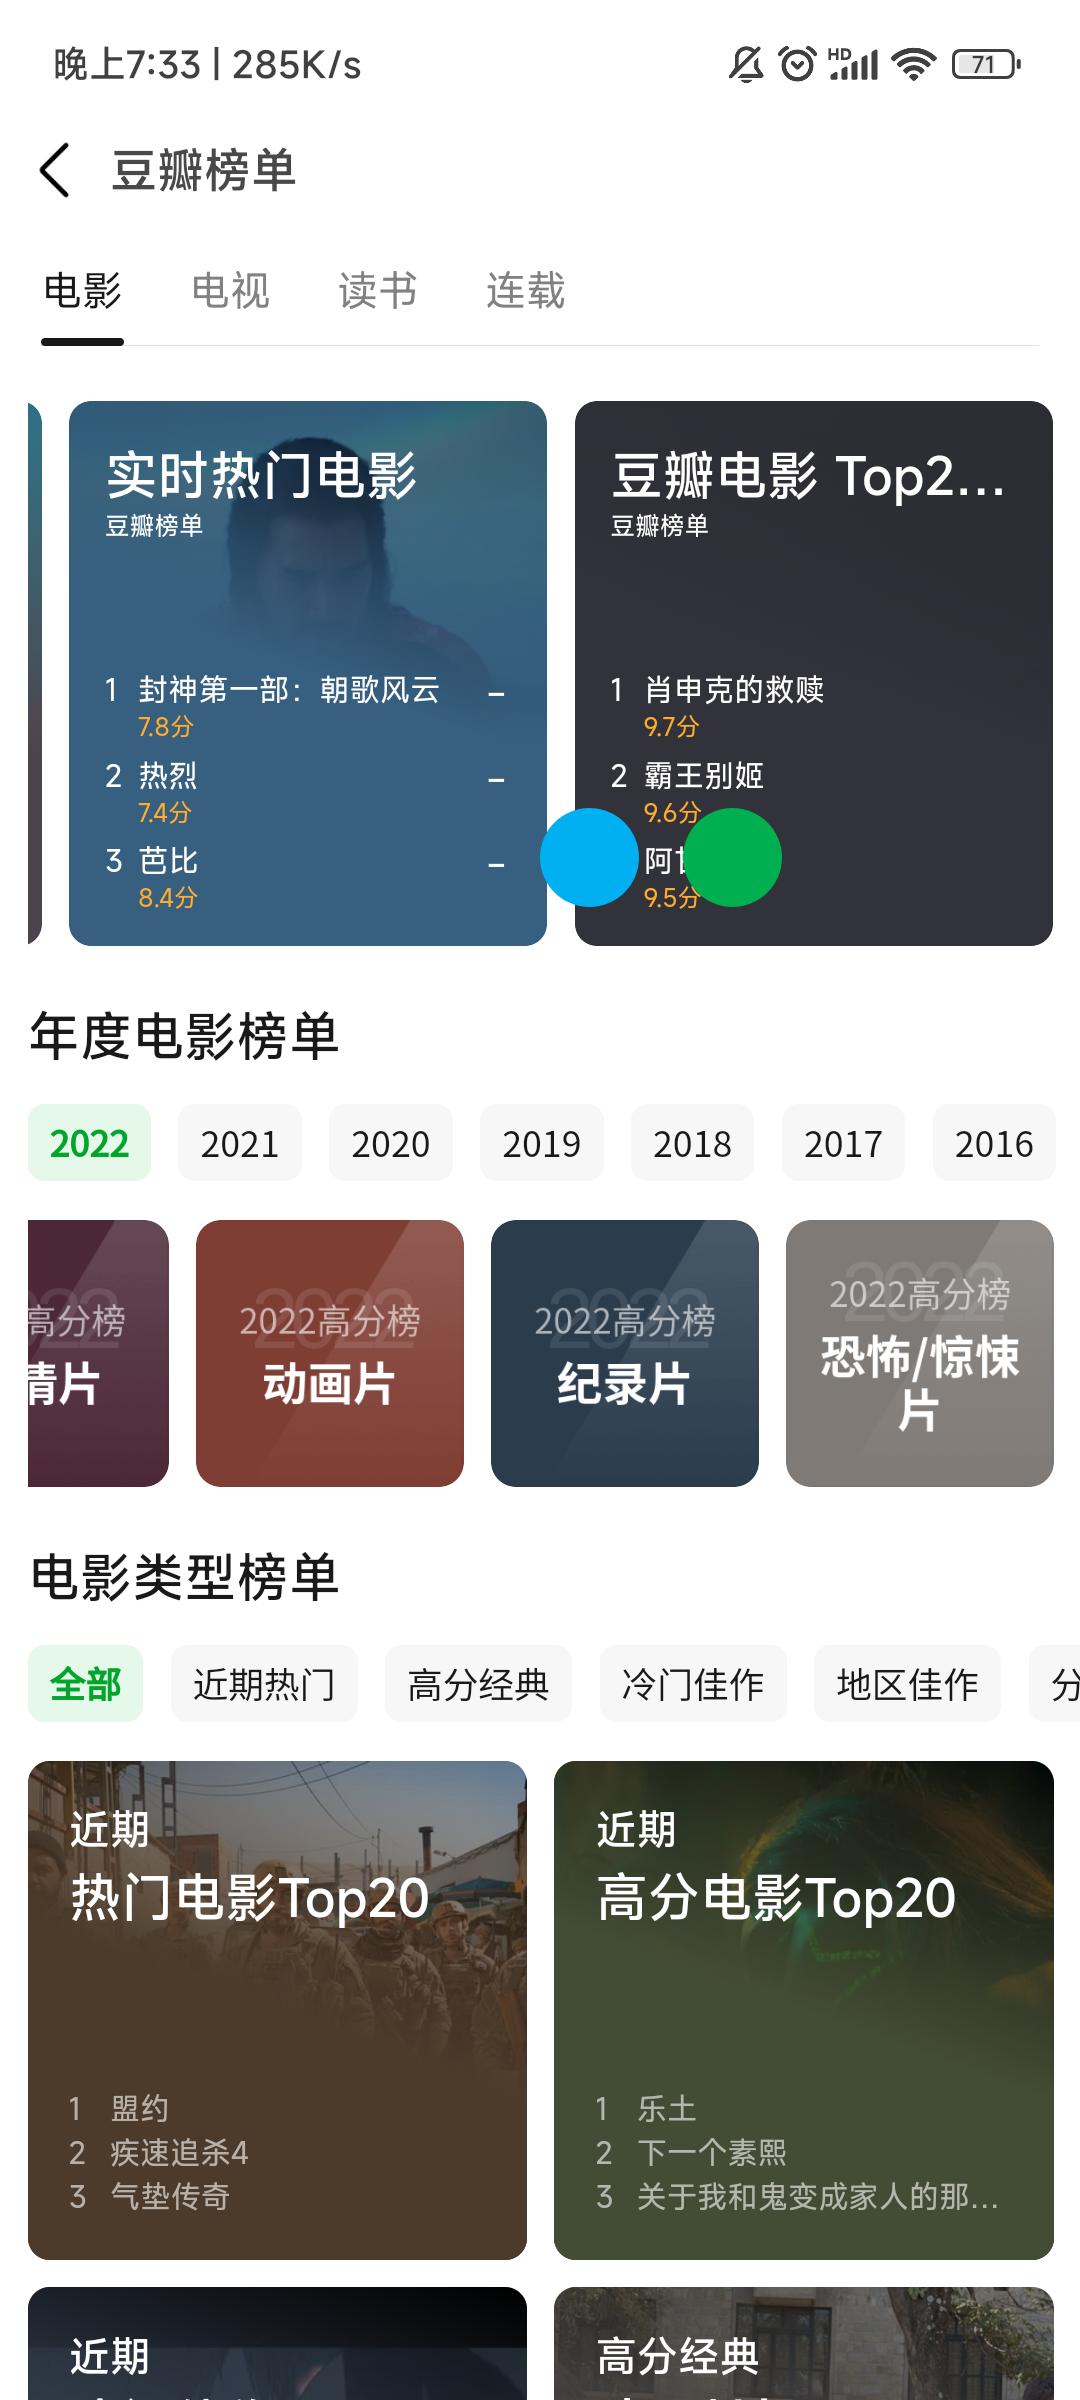 晚上7:33 | 285K/s
HD
71
豆瓣榜单
电影 电视 读书 连载
实时热门电影
豆瓣榜单
1 封神第一部：朝歌风云 –
7.8分
2 热烈 –
7.4分
3 芭比 –
8.4分
豆瓣电影 Top2...
豆瓣榜单
1 肖申克的救赎
9.7分
2 霸王别姬
9.6分
阿
9.5分
年度电影榜单
2022 2021 2020 2019 2018 2017 2016
高分榜
情片
2022高分榜
动画片
2022高分榜
纪录片
2022高分榜
恐怖/惊悚
片
电影类型榜单
全部 近期热门 高分经典 冷门佳作 地区佳作 分
近期
热门电影Top20
1 盟约
2 疾速追杀4
3 气垫传奇
近期
高分电影Top20
1 乐土
2 下一个素熙
3 关于我和鬼变成家人的那...
近期
高分经典